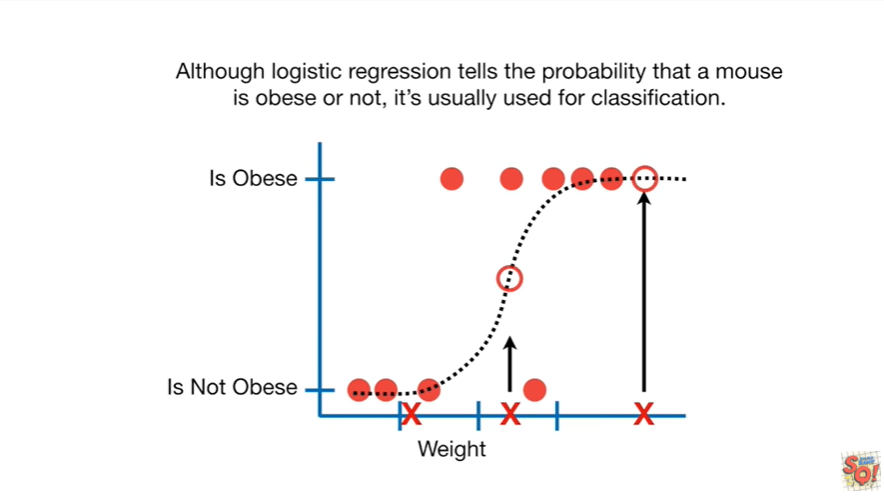 Although logistic regression tells the probability that a mouse
is obese or not, it's usually used for classification.
Is Obese
Is Not Obese
X X X
Weight